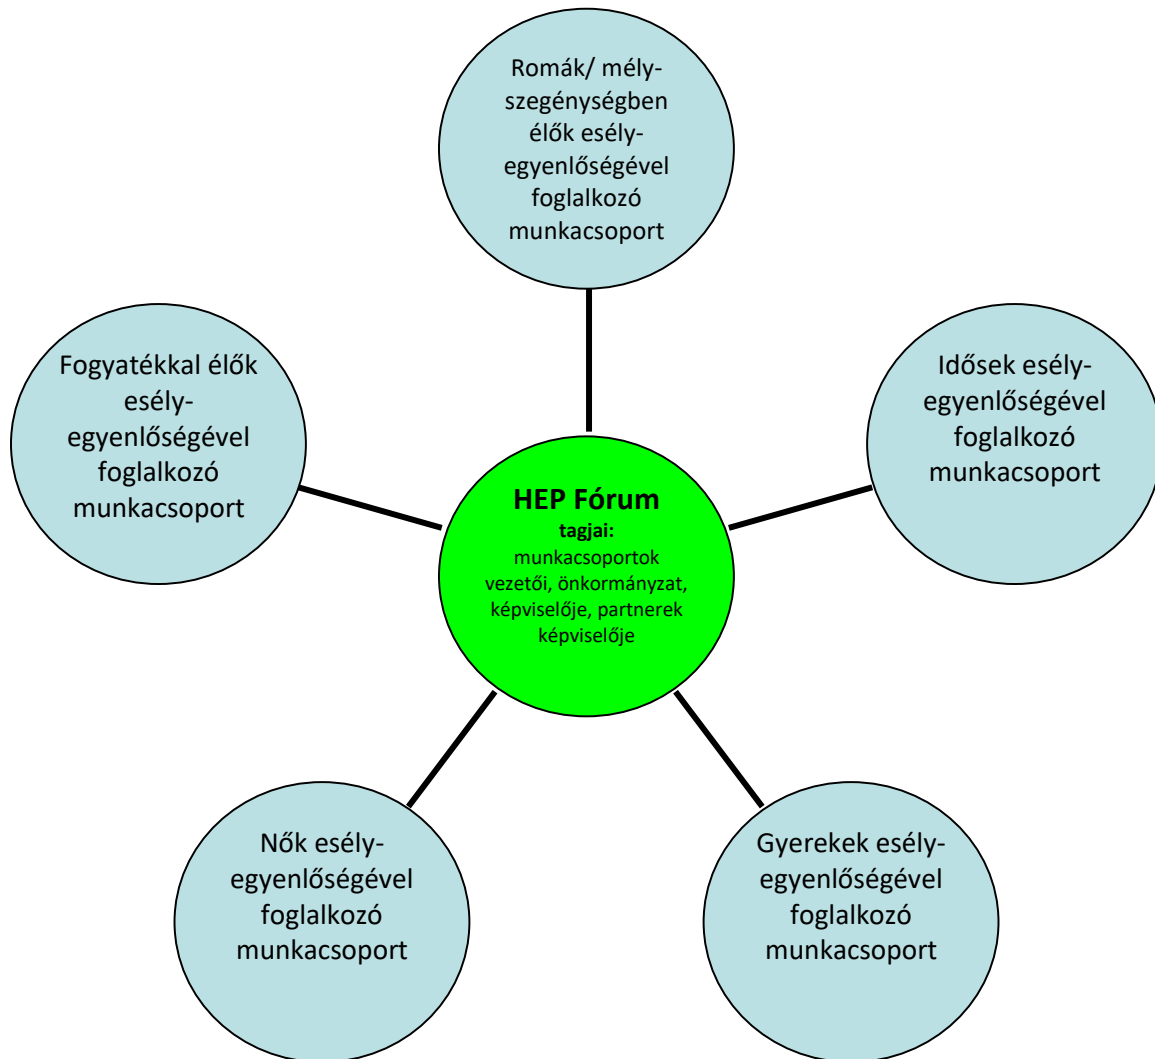 Romák/ mély-
szegénységben
élők esély-
egyenlőségével
foglalkozó
munkacsoport
Fogyatékkal élők
esély-
egyenlőségével
foglalkozó
munkacsoport
Idősek esély-
egyenlőségével
foglalkozó
munkacsoport
HEP Fórum
tagjai:
munkacsoportok
vezetői, önkormányzat,
képviselője, partnerek
képviselője
Nők esély-
egyenlőségével
foglalkozó
munkacsoport
Gyerekek esély-
egyenlőségével
foglalkozó
munkacsoport